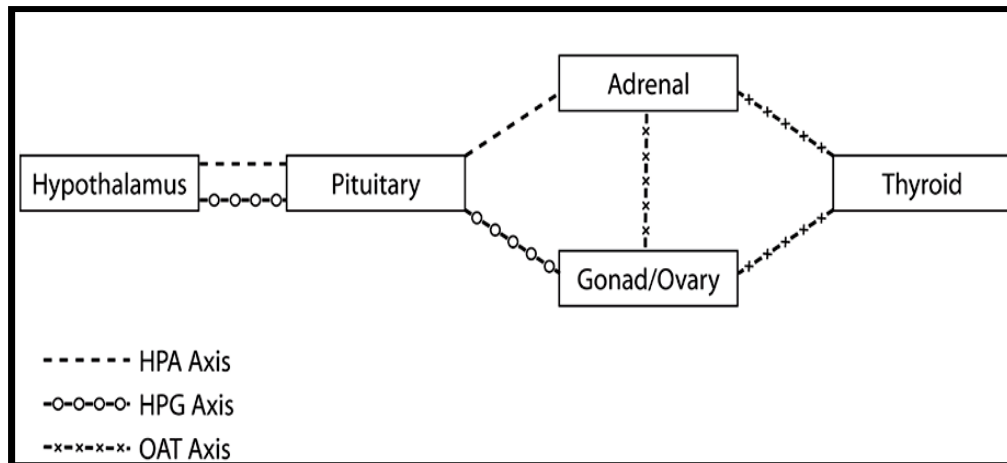 Adrenal
Hypothalamus
Pituitary
Thyroid
Gonad/Ovary
HPA Axis
HPG Axis
OAT Axis